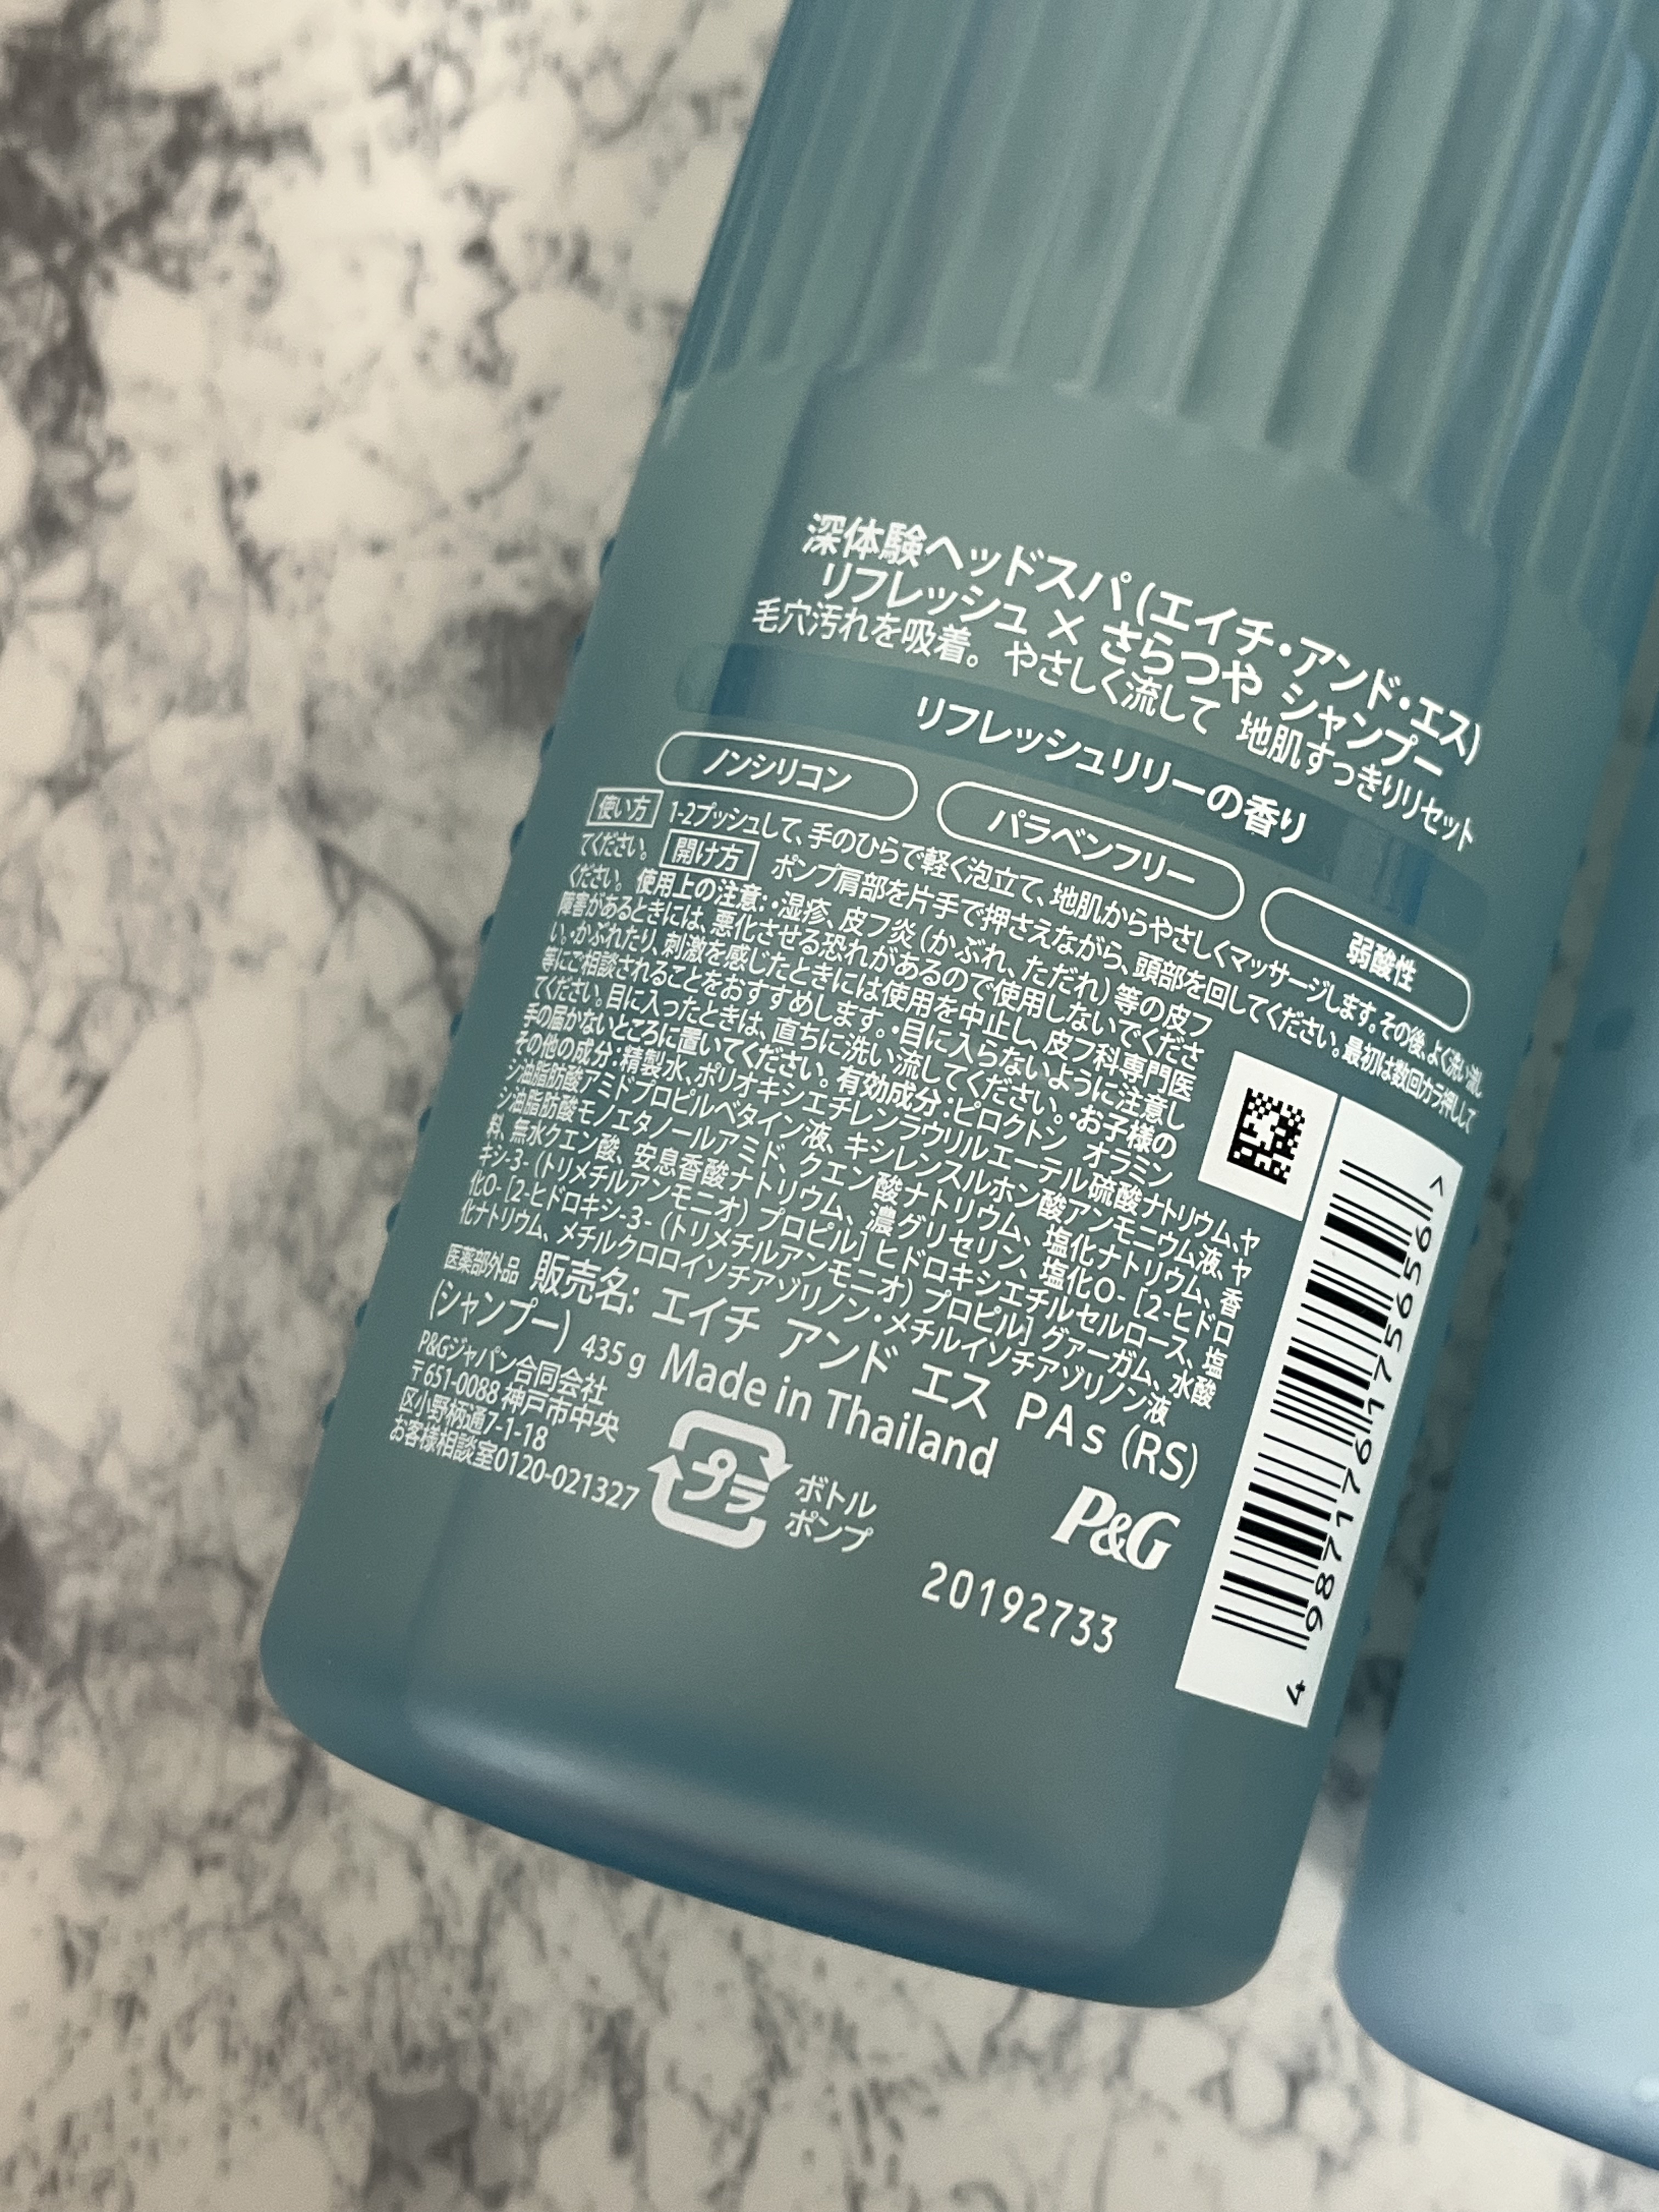 深体験ヘッドスパ (エイチ・アンド・エス)
リフレッシュ × さらつや シャンプー
毛穴汚れを吸着。 やさしく流して 地肌すっきりリセット
リフレッシュリリーの香り
ノンシリコン
パラベンフリー
弱酸性
使い方 1-2プッシュして、手のひらで軽く泡立て、地肌からやさしくマッサージします。その後、よく洗い流し
てください。 開け方 ポンプ肩部を片手で押さえながら、頭部を回してください。最初は数回カラ押しして
ください。 使用上の注意:・湿疹、皮フ炎(かぶれ、ただれ)等の皮フ
障害があるときには、悪化させる恐れがあるので使用しないでくださ
い。・かぶれたり、刺激を感じたときには使用を中止し、皮フ科専門医
等にご相談されることをおすすめします。・目に入らないように注意し
てください。目に入ったときは、直ちに洗い流してください。・お子様の
手の届かないところに置いてください。 有効成分:ピロクトン オラミン
その他の成分:精製水、ポリオキシエチレンラウリルエーテル硫酸ナトリウム、ヤ
シ油脂肪酸アミドプロピルベタイン液、キシレンスルホン酸アンモニウム液、ヤ
シ油脂肪酸モノエタノールアミド、クエン酸ナトリウム、塩化ナトリウム、香
料、無水クエン酸、安息香酸ナトリウム、濃グリセリン、塩化O-[2-ヒドロ
キシ-3-(トリメチルアンモニオ)プロピル]ヒドロキシエチルセルロース、塩
化O-[2-ヒドロキシ-3-(トリメチルアンモニオ)プロピル]グアーガム、水酸
化ナトリウム、メチルクロロイソチアゾリノン・メチルイソチアゾリノン液
医薬部外品 販売名: エイチ アンド エス PAs (RS)
(シャンプー) 435g Made in Thailand
P&Gジャパン合同会社
〒651-0088 神戸市中央
区小野柄通7-1-18
お客様相談室0120-021327
プラ
ボトル
ポンプ
P&G
20192733
4 987176 175659 >